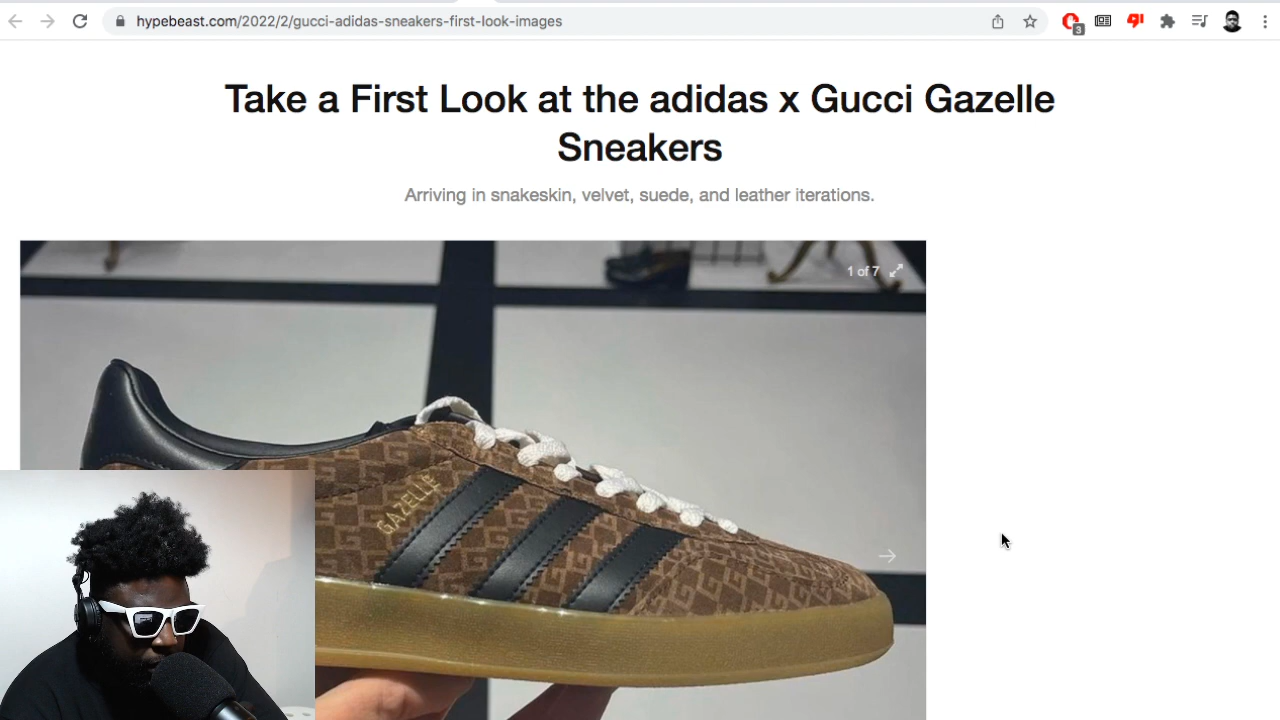 hypebeast.com/2022/2/gucci-adidas-sneakers-first-look-images
3
Take a First Look at the adidas x Gucci Gazelle
Sneakers
Arriving in snakeskin, velvet, suede, and leather iterations.
1 of 7
GAZELLE